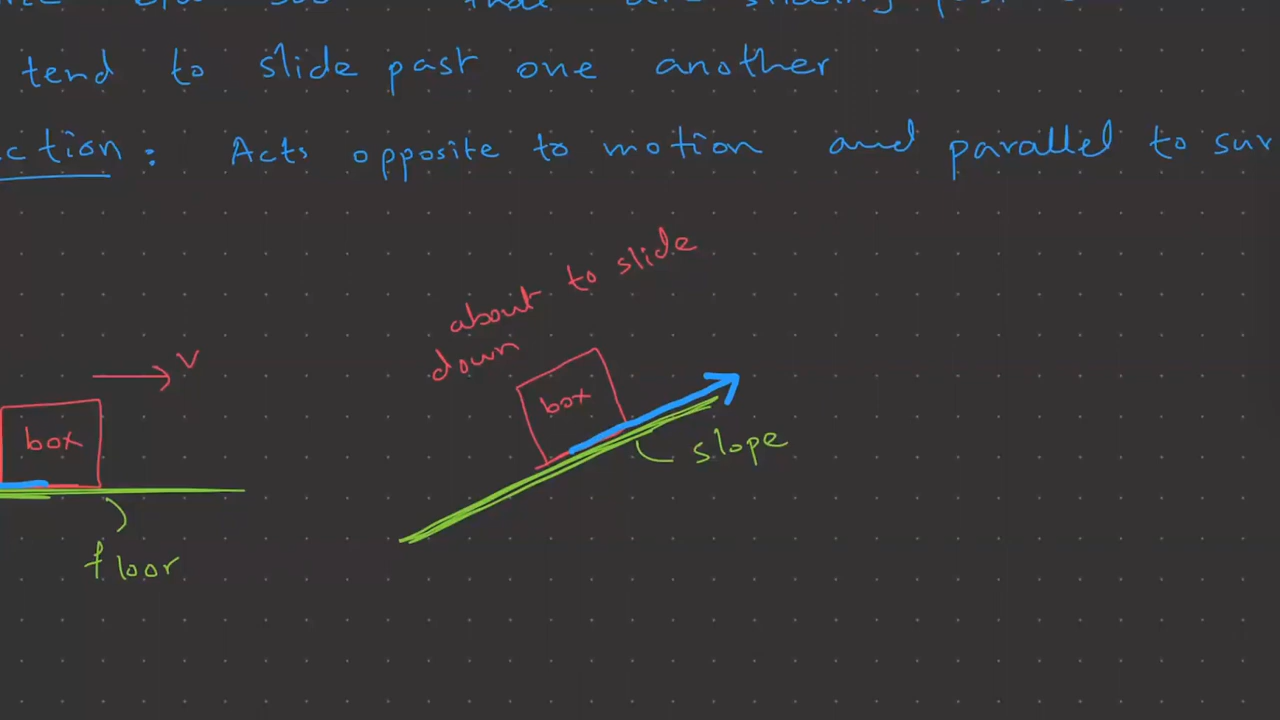 tend to slide past one another
ction: Acts opposite to motion and parallel to sur
about to slide
down
V
box
box
slope
floor